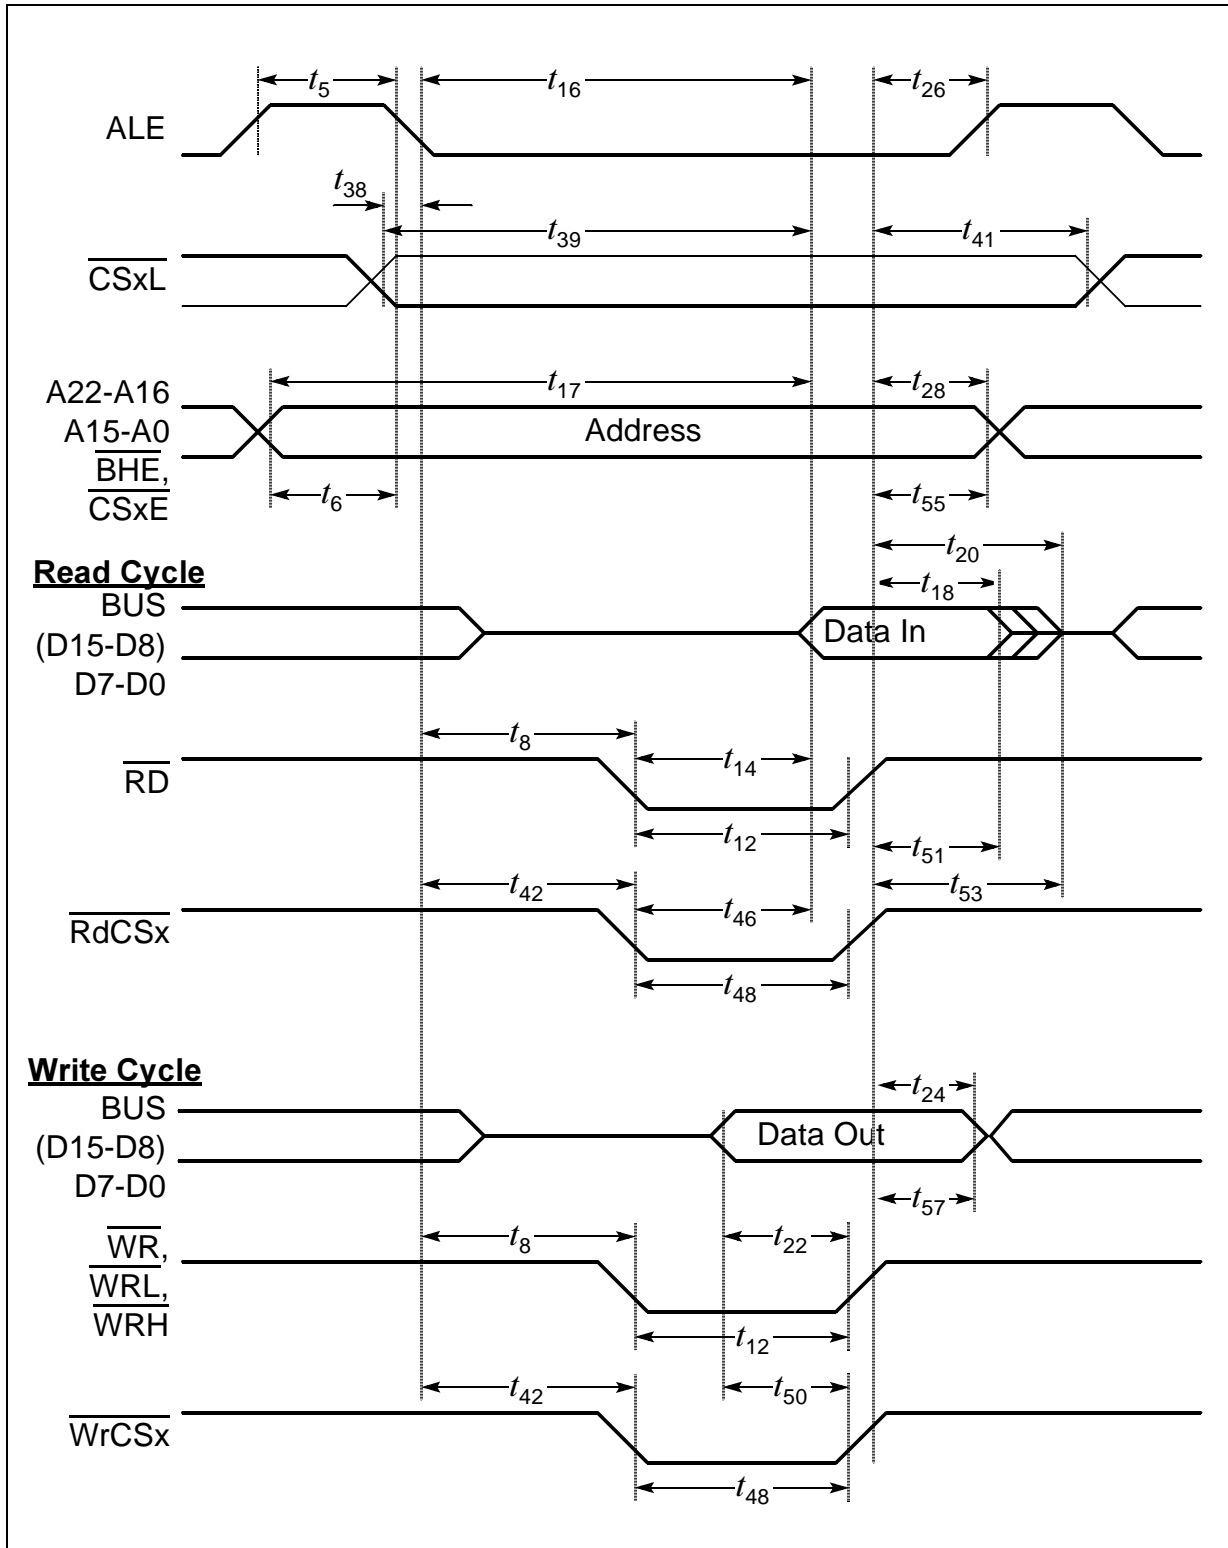 t5 t16 t26
ALE
t38
t39 t41
CSxL
t17 t28
A22-A16
A15-A0 Address
BHE,
CSxE t6 t55
t20
Read Cycle
t18
BUS
(D15-D8) Data In
D7-D0
t8
t14
RD
t12
t51
t42 t53
t46
RdCSx
t48
Write Cycle
t24
BUS
(D15-D8) Data Out
D7-D0
t57
t8 t22
WR,
WRL,
WRH
t12
t42 t50
WrCSx
t48